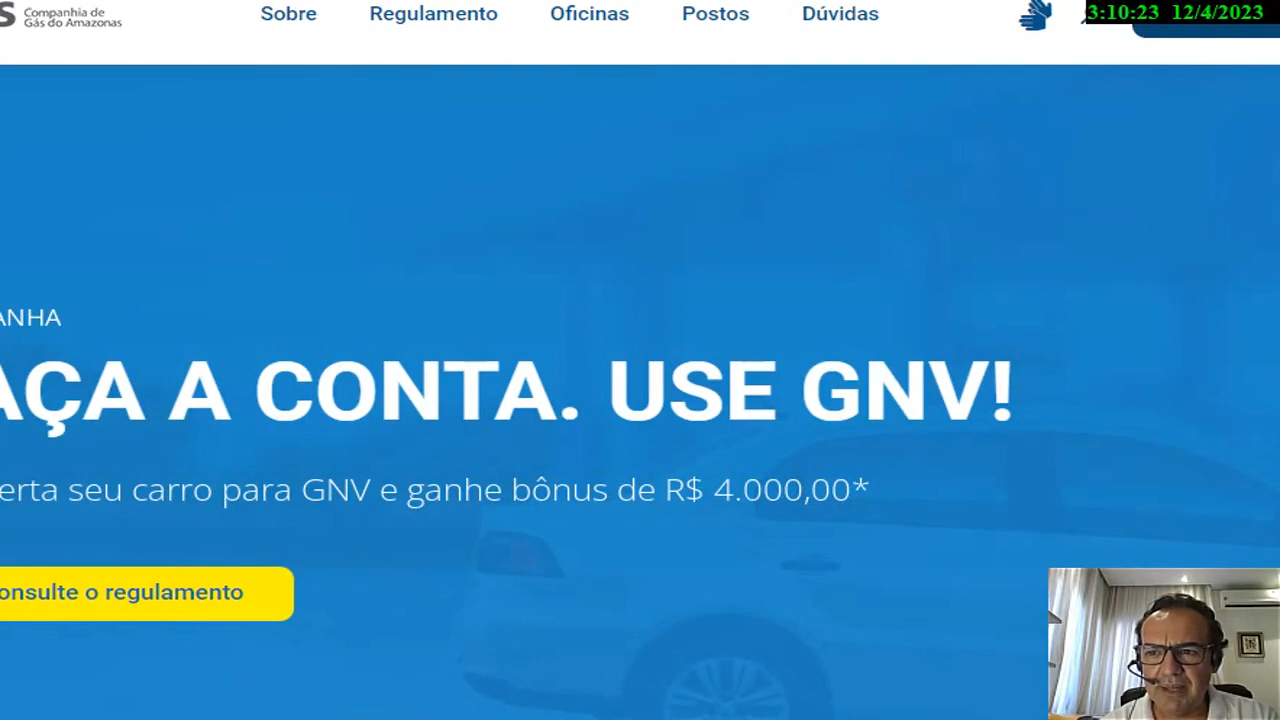 S Companhia de
Gás do Amazonas
Sobre Regulamento Oficinas Postos Dúvidas
3:10:23 12/4/2023
ANHA
AÇA A CONTA. USE GNV!
erta seu carro para GNV e ganhe bônus de R$ 4.000,00*
onsulte o regulamento